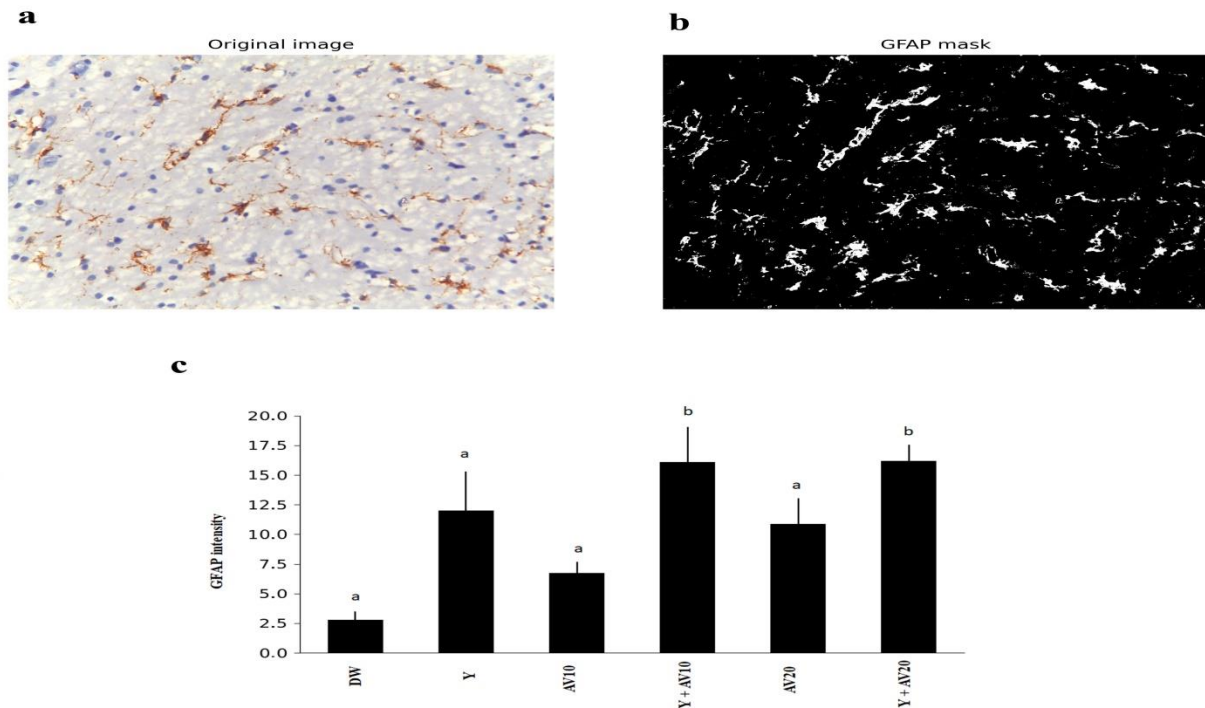 a
Original image
b
GFAP mask
c
GFAP intensity
20.0
17.5
15.0
12.5
10.0
7.5
5.0
2.5
0.0
a
a
a
b
a
b
DW
Y
AV10
Y + AV10
AV20
Y + AV20